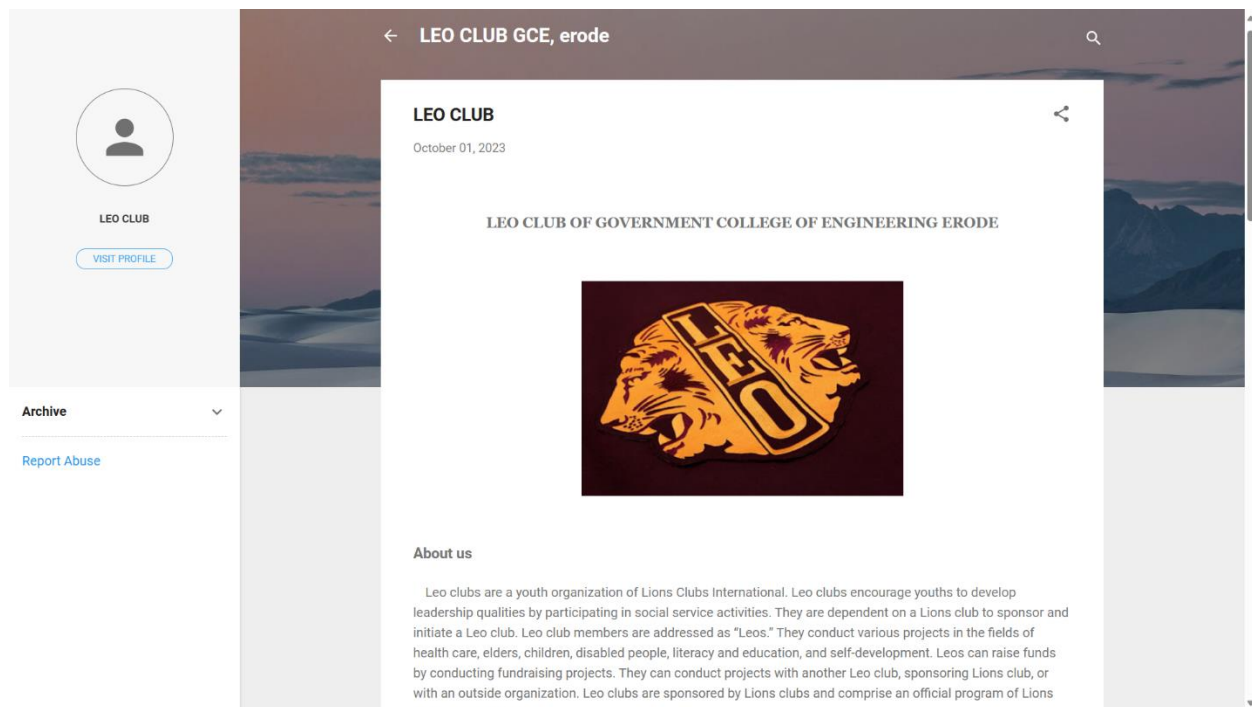 LEO CLUB GCE, erode
LEO CLUB
VISIT PROFILE
Archive
Report Abuse
LEO CLUB
October 01, 2023
LEO CLUB OF GOVERNMENT COLLEGE OF ENGINEERING ERODE
LEO
About us
Leo clubs are a youth organization of Lions Clubs International. Leo clubs encourage youths to develop
leadership qualities by participating in social service activities. They are dependent on a Lions club to sponsor and
initiate a Leo club. Leo club members are addressed as “Leos.” They conduct various projects in the fields of
health care, elders, children, disabled people, literacy and education, and self-development. Leos can raise funds
by conducting fundraising projects. They can conduct projects with another Leo club, sponsoring Lions club, or
with an outside organization. Leo clubs are sponsored by Lions clubs and comprise an official program of Lions